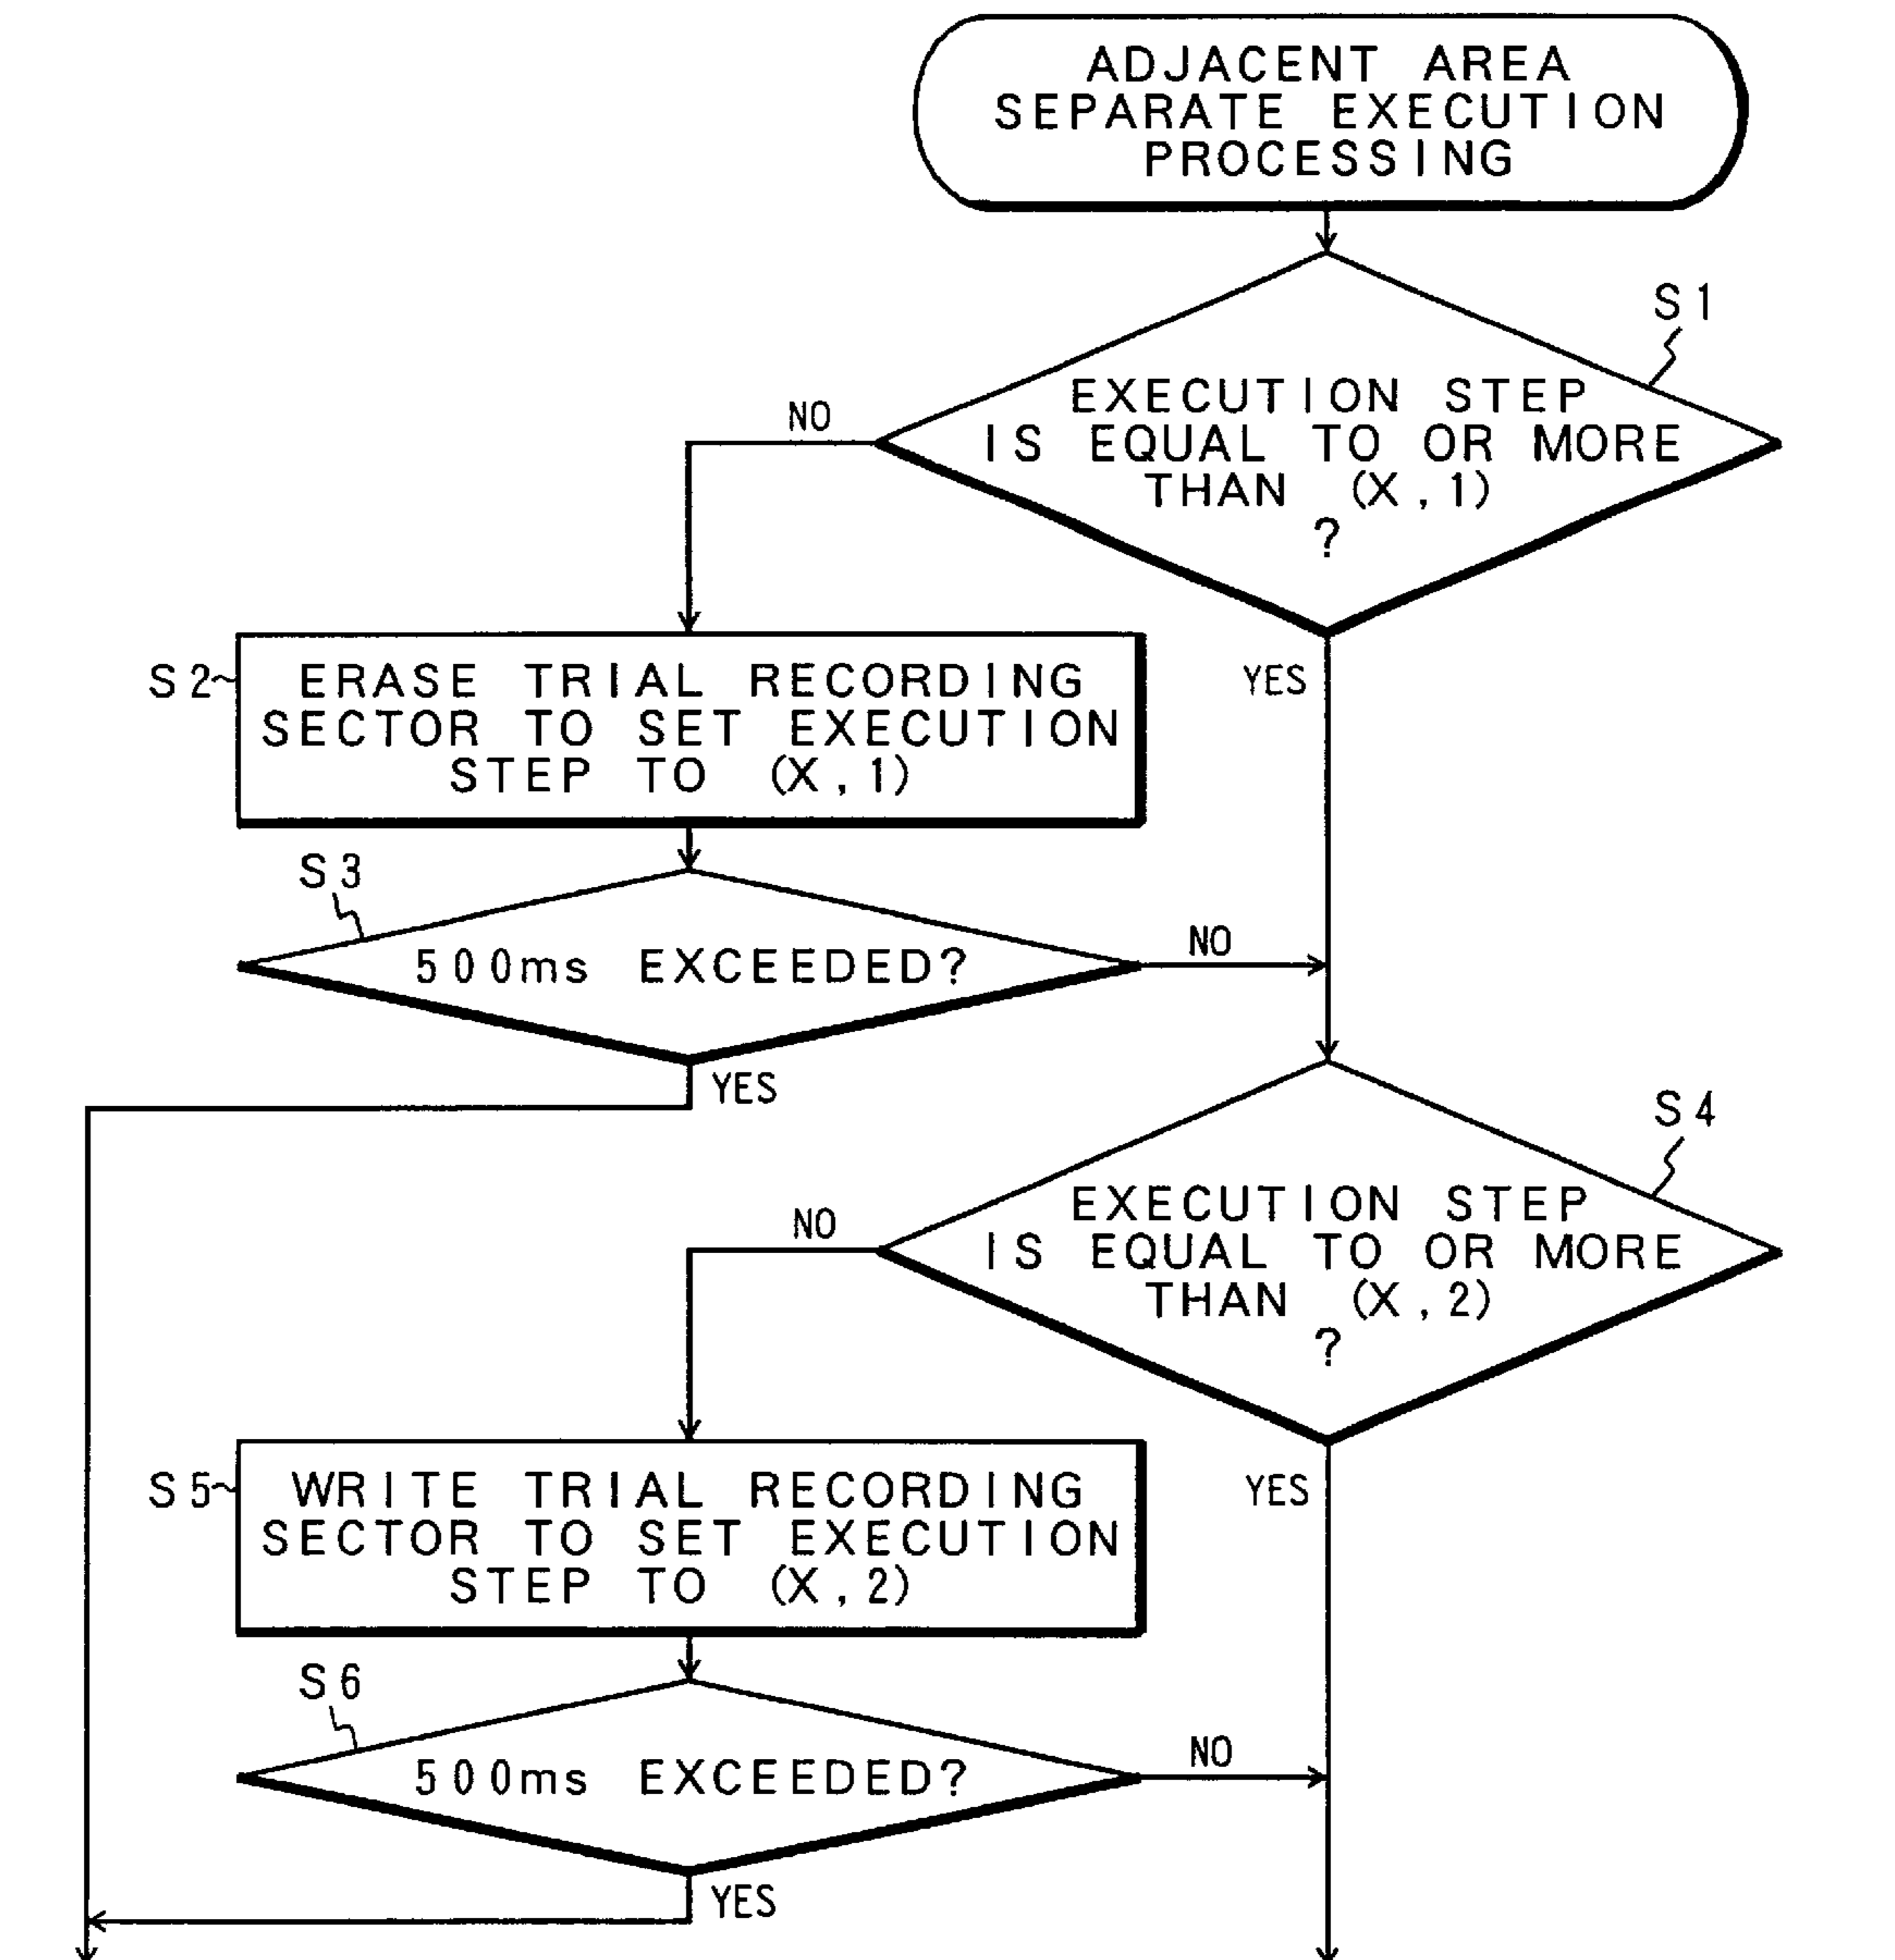 ADJACENT AREA
SEPARATE EXECUTION
PROCESSING
S1
EXECUTION STEP
IS EQUAL TO OR MORE
THAN (X,1)
?
NO
YES
S2
ERASE TRIAL RECORDING
SECTOR TO SET EXECUTION
STEP TO (X,1)
S3
500ms EXCEEDED?
NO
YES
S4
EXECUTION STEP
IS EQUAL TO OR MORE
THAN (X,2)
?
NO
YES
S5
WRITE TRIAL RECORDING
SECTOR TO SET EXECUTION
STEP TO (X,2)
S6
500ms EXCEEDED?
NO
YES